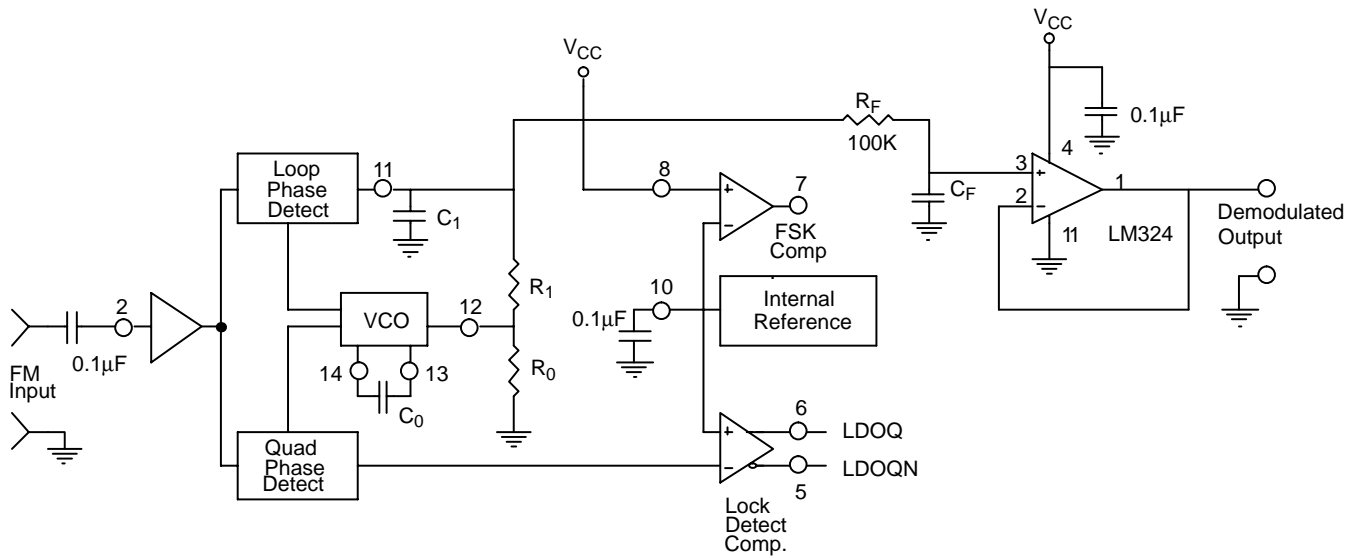 V_CC
V_CC
R_F
100K
0.1μF
Loop
Phase
Detect
11
C_1
8
+
−
7
FSK
Comp
3
+
2
−
4
1
11
LM324
C_F
Demodulated
Output
R_1
10
Internal
Reference
0.1μF
2
VCO
12
0.1μF
FM
Input
14
13
C_0
R_0
Quad
Phase
Detect
+
−
6
LDOQ
LDOQN
5
Lock
Detect
Comp.